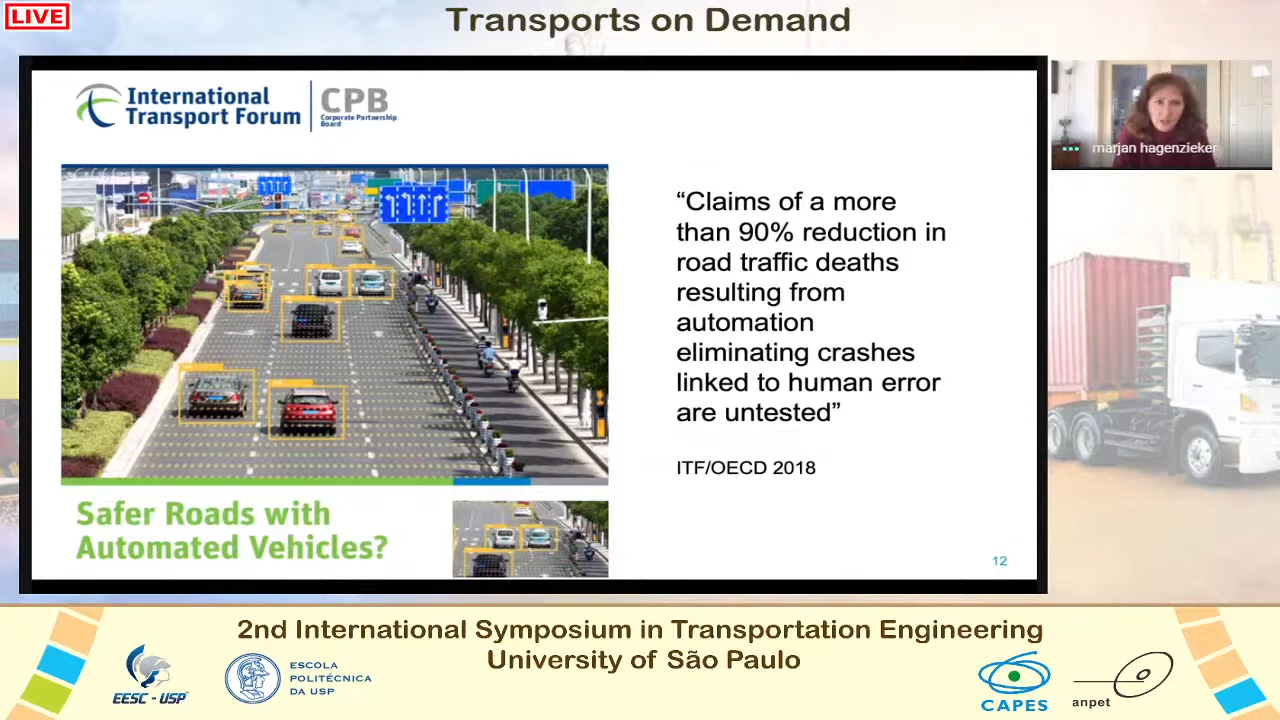 LIVE
Transports on Demand
International
Transport Forum
CPB
Corporate Partnership
Board
“Claims of a more
than 90% reduction in
road traffic deaths
resulting from
automation
eliminating crashes
linked to human error
are untested”
ITF/OECD 2018
Safer Roads with
Automated Vehicles?
12
marjan hagenzieker
2nd International Symposium in Transportation Engineering
University of São Paulo
EESC - USP
ESCOLA
POLITÉCNICA
DA USP
CAPES
anpet